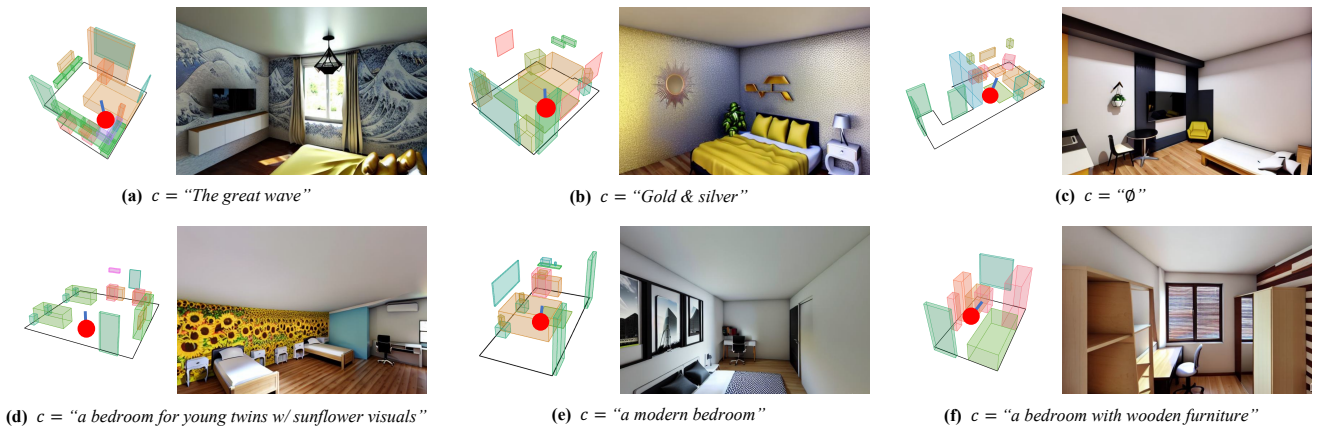 (a) c = “The great wave”
(b) c = “Gold & silver”
(c) c = “∅”
(d) c = “a bedroom for young twins w/ sunflower visuals”
(e) c = “a modern bedroom”
(f) c = “a bedroom with wooden furniture”